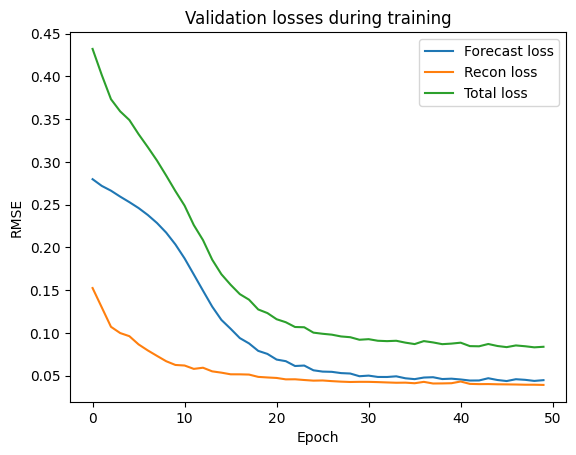 Validation losses during training
0.45
0.40
0.35
0.30
0.25
0.20
0.15
0.10
0.05
RMSE
Forecast loss
Recon loss
Total loss
0 10 20 30 40 50
Epoch